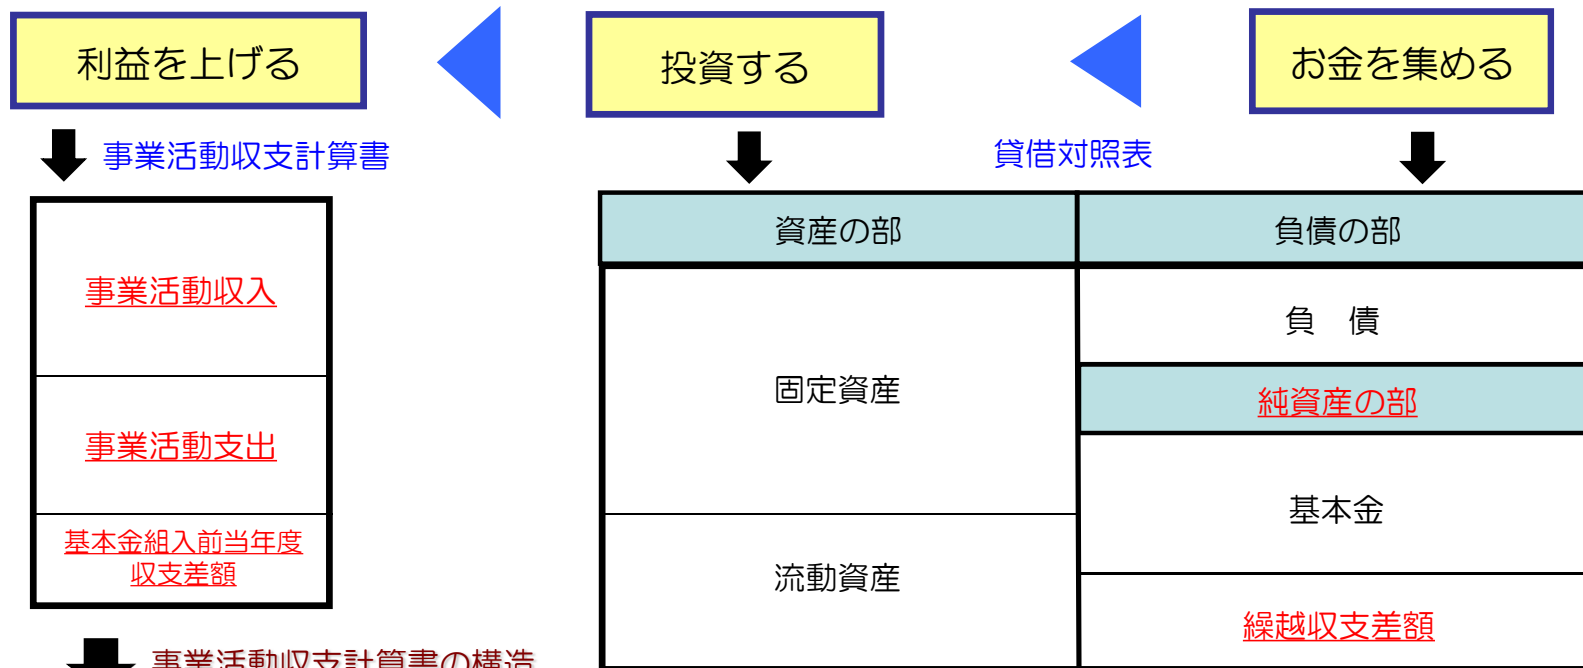 利益を上げる
投資する
お金を集める
事業活動収支計算書
貸借対照表
事業活動収入
事業活動支出
基本金組入前当年度
収支差額
資産の部
負債の部
固定資産
流動資産
負　債
純資産の部
基本金
繰越収支差額
事業活動収支計算書の構造